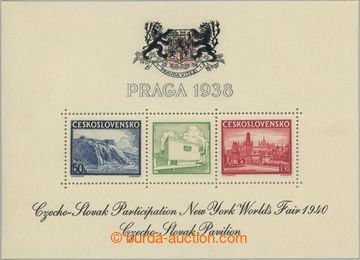 PRAVDA VÍTĚZÍ
PRAGA 1938
ČESKOSLOVENSKO
ČESKOSLOVENSKO
50h
1Kč
Czecho-Slovak Participation New York World's Fair 1940
Czecho-Slovak Pavilion
burda-auction.com